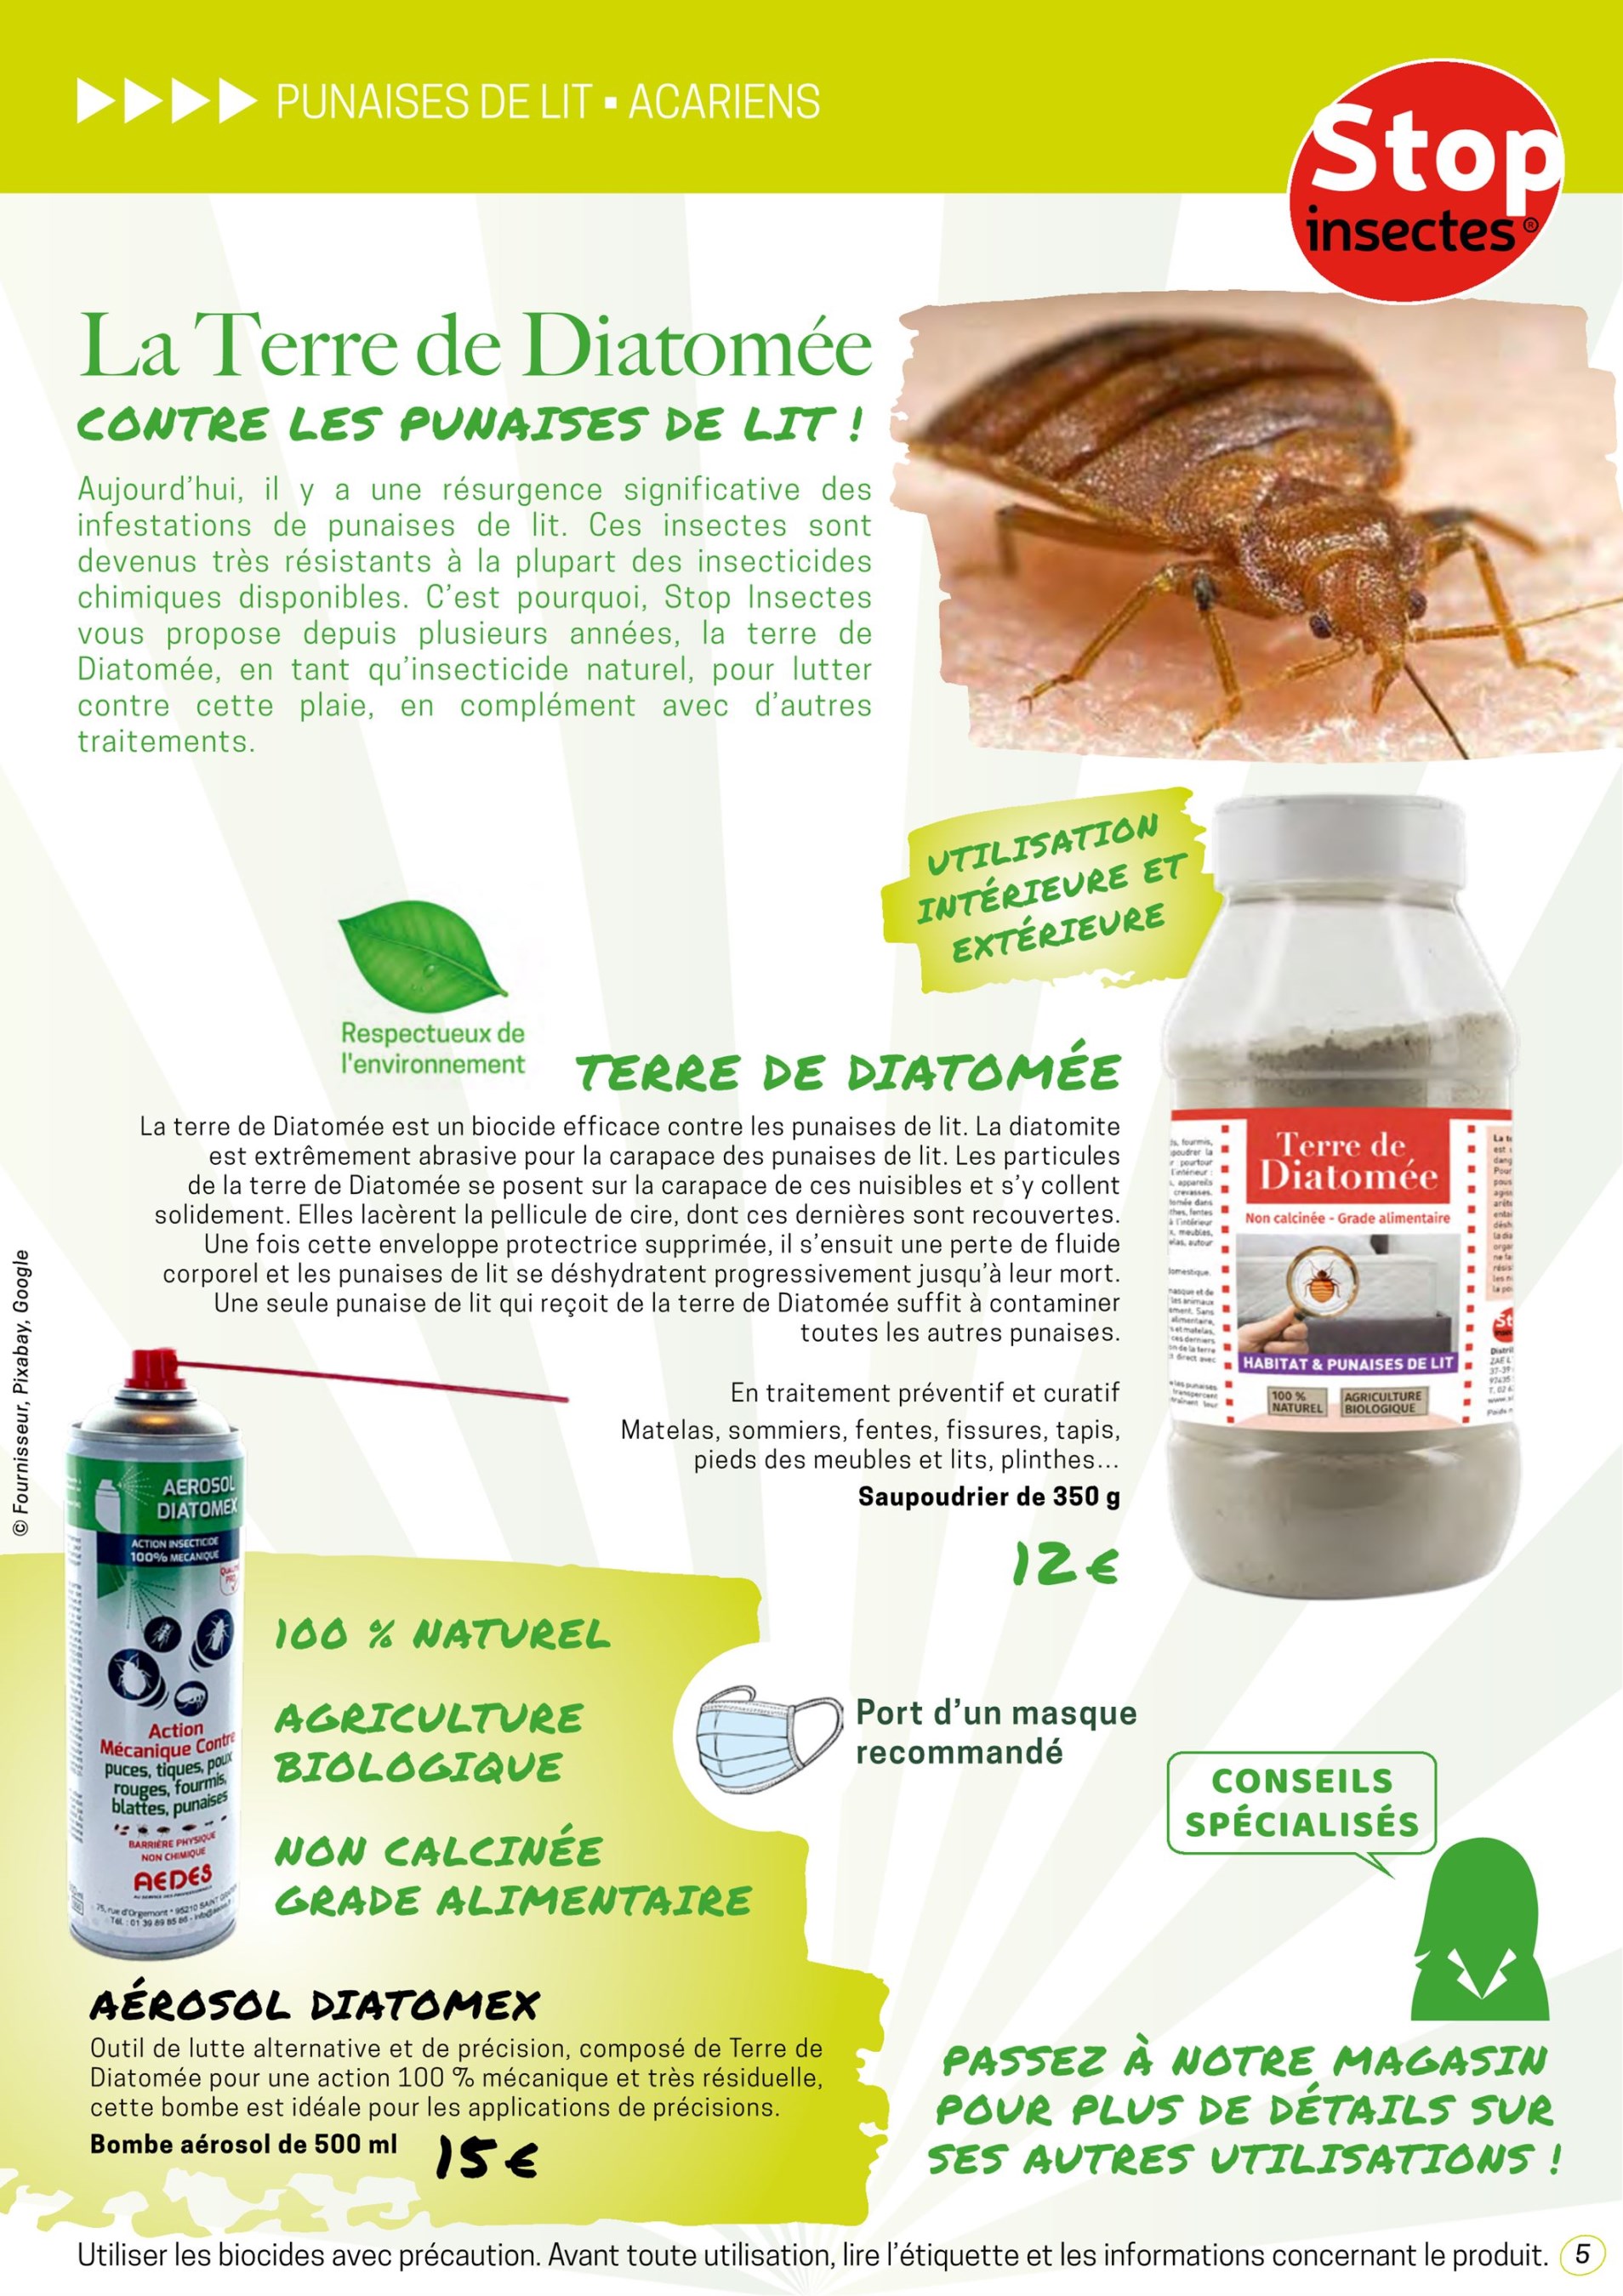 PUNAISES DE LIT ▪ ACARIENS
Stop
insectes®
La Terre de Diatomée
CONTRE LES PUNAISES DE LIT !
Aujourd'hui, il y a une résurgence significative des
infestations de punaises de lit. Ces insectes sont
devenus très résistants à la plupart des insecticides
chimiques disponibles. C'est pourquoi, Stop Insectes
vous propose depuis plusieurs années, la terre de
Diatomée, en tant qu'insecticide naturel, pour lutter
contre cette plaie, en complément avec d'autres
traitements.
UTILISATION
INTÉRIEURE ET
EXTÉRIEURE
Respectueux de
l'environnement
TERRE DE DIATOMÉE
La terre de Diatomée est un biocide efficace contre les punaises de lit. La diatomite
est extrêmement abrasive pour la carapace des punaises de lit. Les particules
de la terre de Diatomée se posent sur la carapace de ces nuisibles et s'y collent
solidement. Elles lacèrent la pellicule de cire, dont ces dernières sont recouvertes.
Une fois cette enveloppe protectrice supprimée, il s'ensuit une perte de fluide
corporel et les punaises de lit se déshydratent progressivement jusqu'à leur mort.
Une seule punaise de lit qui reçoit de la terre de Diatomée suffit à contaminer
toutes les autres punaises.
En traitement préventif et curatif
Matelas, sommiers, fentes, fissures, tapis,
pieds des meubles et lits, plinthes...
Saupoudrier de 350 g
12€
Terre de
Diatomée
Non calcinée - Grade alimentaire
HABITAT & PUNAISES DE LIT
100 %
NATUREL
AGRICULTURE
BIOLOGIQUE
© Fournisseur, Pixabay, Google
AEROSOL
DIATOMEX
ACTION INSECTICIDE
100% MECANIQUE
Action
Mécanique Contre
puces, tiques, poux
rouges, fourmis,
blattes, punaises
BARRIÈRE PHYSIQUE
NON CHIMIQUE
AEDES
100 % NATUREL
AGRICULTURE
BIOLOGIQUE
NON CALCINÉE
GRADE ALIMENTAIRE
Port d'un masque
recommandé
CONSEILS
SPÉCIALISÉS
AÉROSOL DIATOMEX
Outil de lutte alternative et de précision, composé de Terre de
Diatomée pour une action 100 % mécanique et très résiduelle,
cette bombe est idéale pour les applications de précisions.
Bombe aérosol de 500 ml
15€
PASSEZ À NOTRE MAGASIN
POUR PLUS DE DÉTAILS SUR
SES AUTRES UTILISATIONS !
Utiliser les biocides avec précaution. Avant toute utilisation, lire l'étiquette et les informations concernant le produit.
5